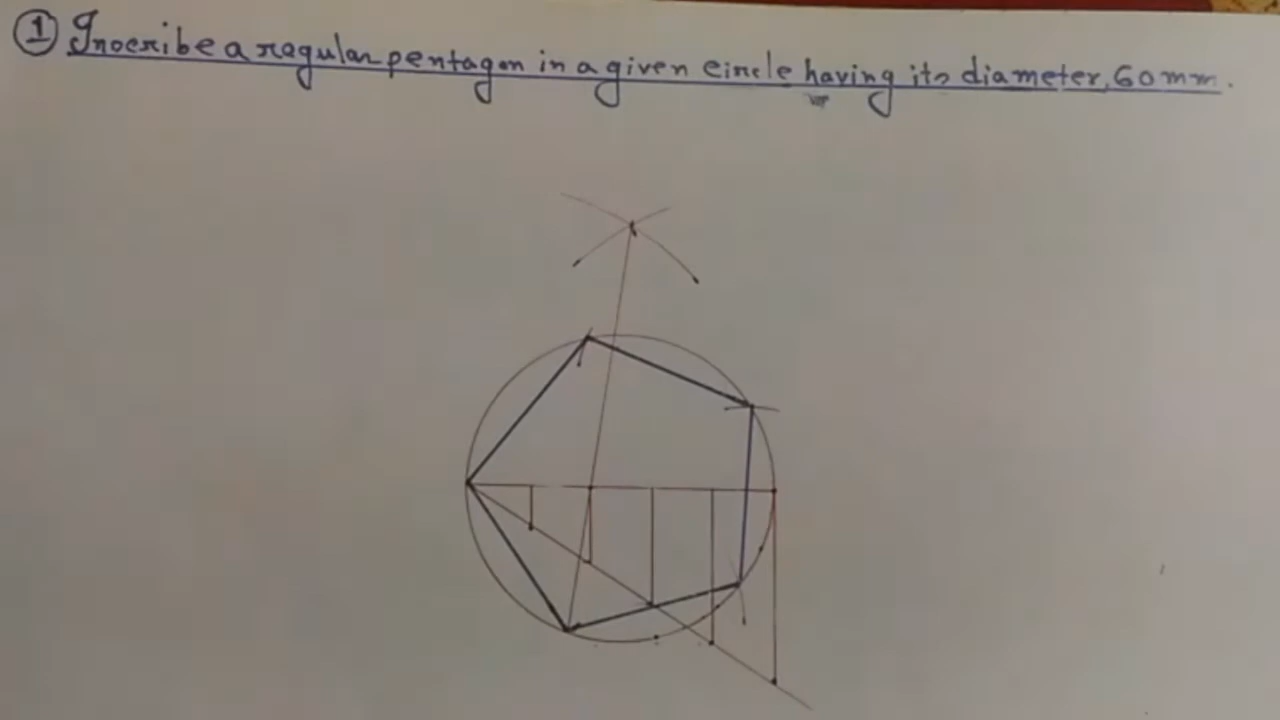 ① Inscribe a regular pentagon in a given circle having its diameter, 60 mm.